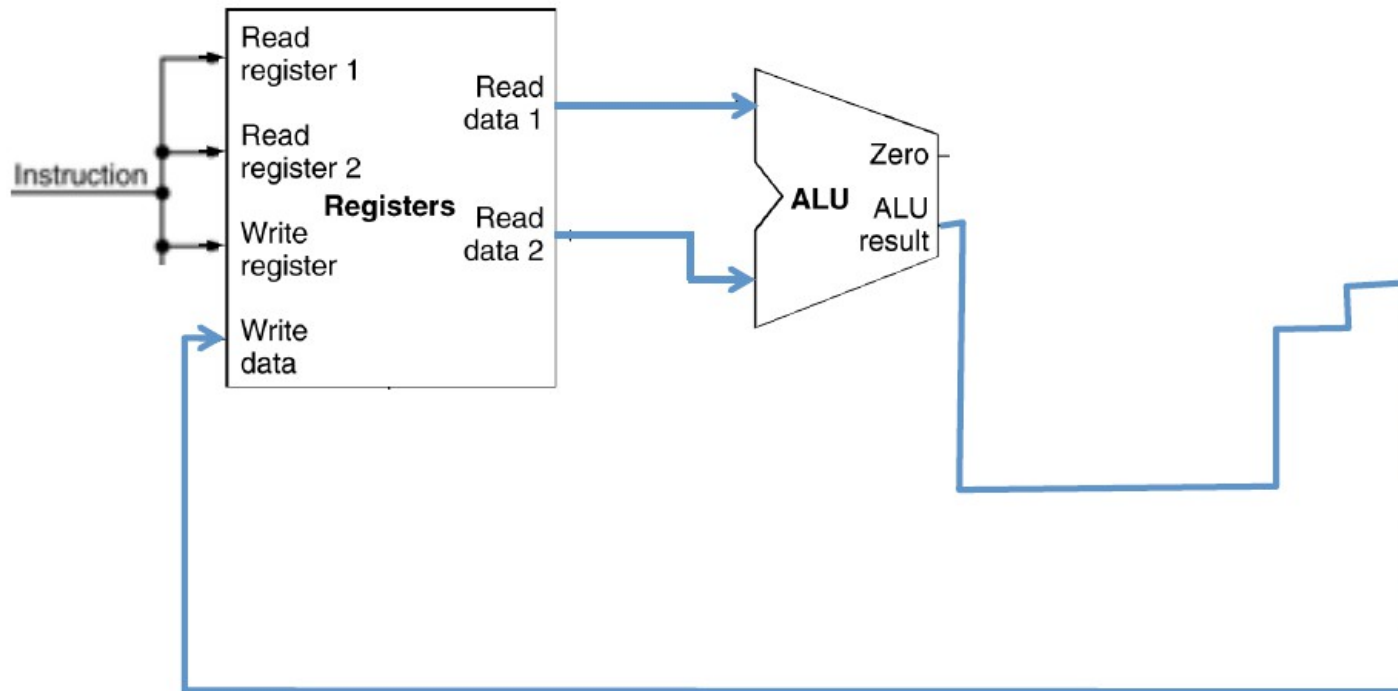 Instruction
Read
register 1
Read
register 2
Registers
Write
register
Write
data
Read
data 1
Read
data 2
ALU
Zero
ALU
result